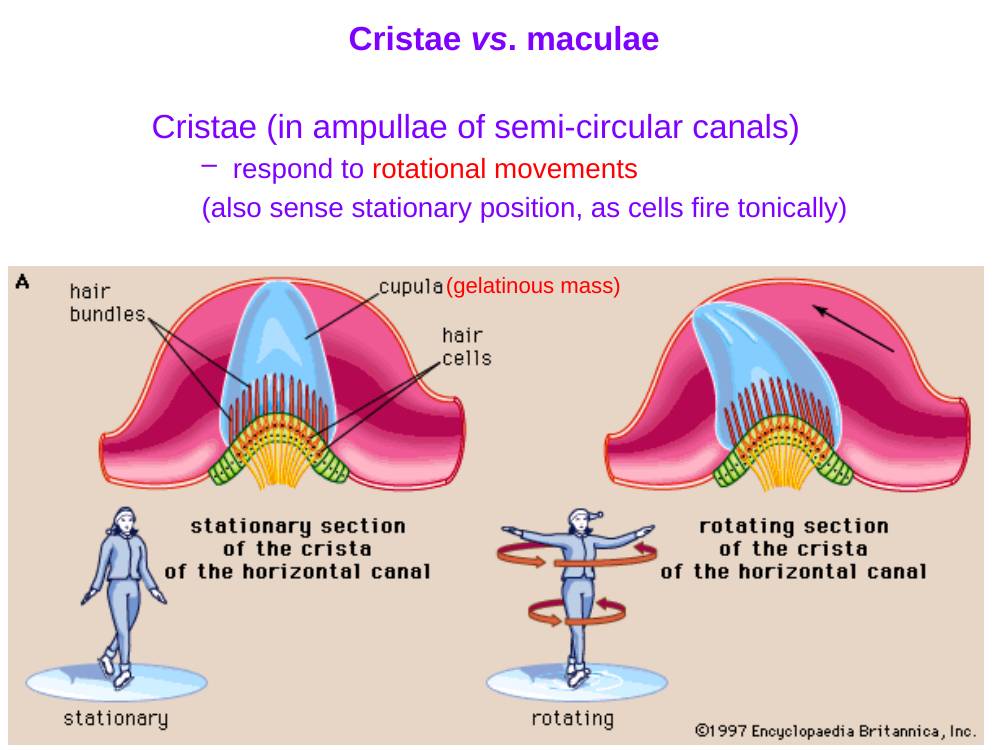 Cristae vs. maculae
Cristae (in ampullae of semi-circular canals)
– respond to rotational movements
(also sense stationary position, as cells fire tonically)
A
hair
bundles
cupula (gelatinous mass)
hair
cells
stationary section
of the crista
of the horizontal canal
rotating section
of the crista
of the horizontal canal
stationary
rotating
©1997 Encyclopaedia Britannica, Inc.